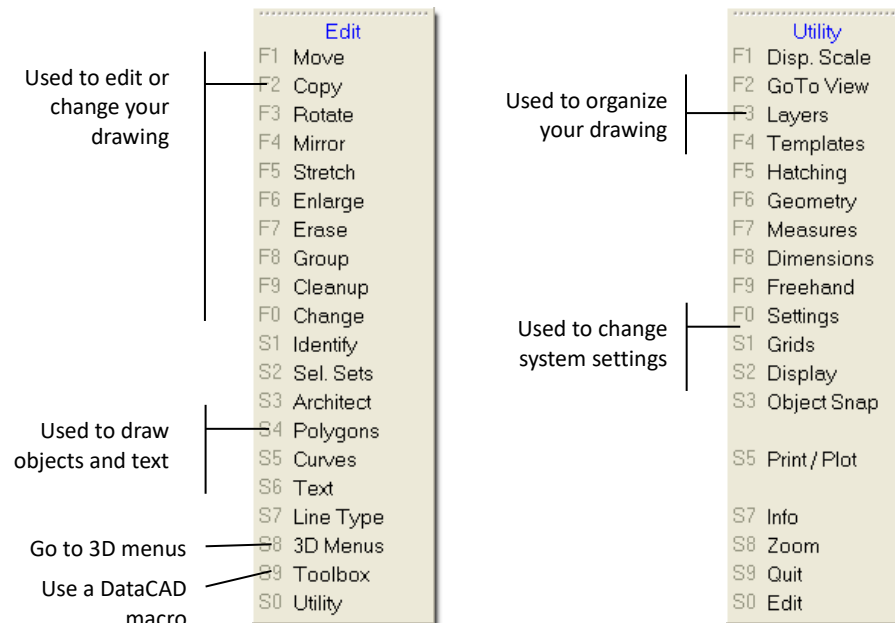 Edit
F1 Move
F2 Copy
F3 Rotate
F4 Mirror
F5 Stretch
F6 Enlarge
F7 Erase
F8 Group
F9 Cleanup
F0 Change
S1 Identify
S2 Sel. Sets
S3 Architect
S4 Polygons
S5 Curves
S6 Text
S7 Line Type
S8 3D Menus
S9 Toolbox
S0 Utility
Used to edit or
change your
drawing
Used to draw
objects and text
Go to 3D menus
Use a DataCAD
macro
Utility
F1 Disp. Scale
F2 GoTo View
F3 Layers
F4 Templates
F5 Hatching
F6 Geometry
F7 Measures
F8 Dimensions
F9 Freehand
F0 Settings
S1 Grids
S2 Display
S3 Object Snap
S5 Print / Plot
S7 Info
S8 Zoom
S9 Quit
S0 Edit
Used to organize
your drawing
Used to change
system settings